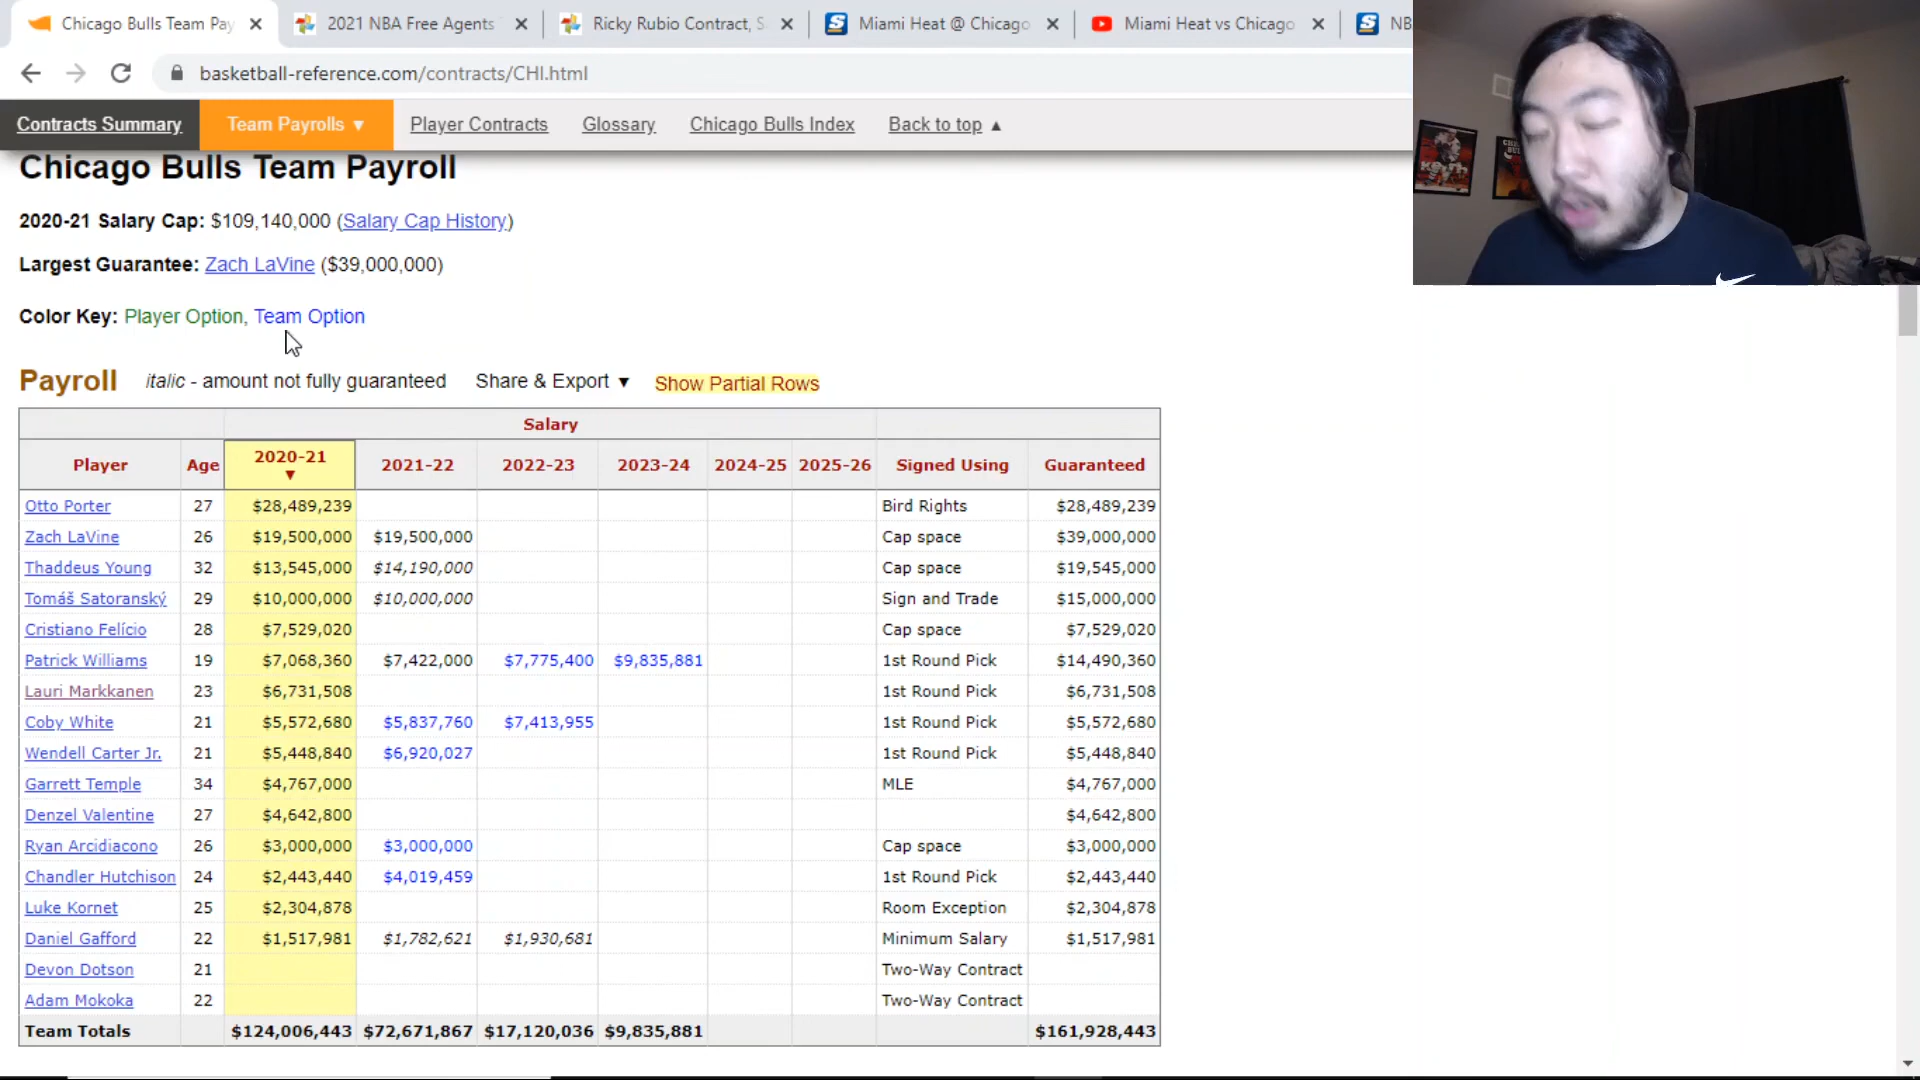 Chicago Bulls Team Pay
2021 NBA Free Agents
Ricky Rubio Contract, S
Miami Heat @ Chicago
Miami Heat vs Chicago
NB
basketball-reference.com/contracts/CHI.html
Contracts Summary
Team Payrolls ▼
Player Contracts
Glossary
Chicago Bulls Index
Back to top ▲
Chicago Bulls Team Payroll
2020-21 Salary Cap: $109,140,000 (Salary Cap History)
Largest Guarantee: Zach LaVine ($39,000,000)
Color Key: Player Option, Team Option
Payroll italic - amount not fully guaranteed Share & Export ▼ Show Partial Rows
Salary
Player Age 2020-21 ▼ 2021-22 2022-23 2023-24 2024-25 2025-26 Signed Using Guaranteed
Otto Porter 27 $28,489,239 Bird Rights $28,489,239
Zach LaVine 26 $19,500,000 $19,500,000 Cap space $39,000,000
Thaddeus Young 32 $13,545,000 $14,190,000 Cap space $19,545,000
Tomáš Satoranský 29 $10,000,000 $10,000,000 Sign and Trade $15,000,000
Cristiano Felício 28 $7,529,020 Cap space $7,529,020
Patrick Williams 19 $7,068,360 $7,422,000 $7,775,400 $9,835,881 1st Round Pick $14,490,360
Lauri Markkanen 23 $6,731,508 1st Round Pick $6,731,508
Coby White 21 $5,572,680 $5,837,760 $7,413,955 1st Round Pick $5,572,680
Wendell Carter Jr. 21 $5,448,840 $6,920,027 1st Round Pick $5,448,840
Garrett Temple 34 $4,767,000 MLE $4,767,000
Denzel Valentine 27 $4,642,800 $4,642,800
Ryan Arcidiacono 26 $3,000,000 $3,000,000 Cap space $3,000,000
Chandler Hutchison 24 $2,443,440 $4,019,459 1st Round Pick $2,443,440
Luke Kornet 25 $2,304,878 Room Exception $2,304,878
Daniel Gafford 22 $1,517,981 $1,782,621 $1,930,681 Minimum Salary $1,517,981
Devon Dotson 21 Two-Way Contract
Adam Mokoka 22 Two-Way Contract
Team Totals $124,006,443 $72,671,867 $17,120,036 $9,835,881 $161,928,443